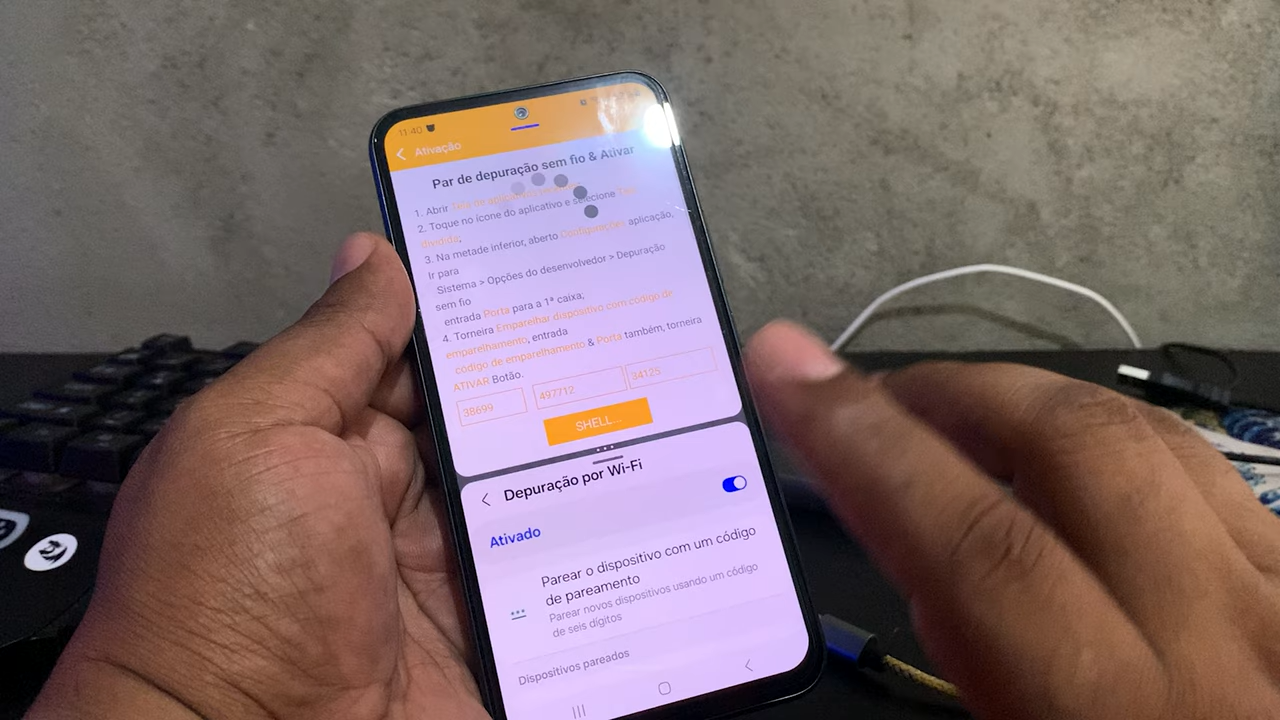 11:40
Ativação
Par de depuração sem fio & Ativar
1. Abrir
2. Toque no ícone do aplicativo e selecione
dividida;
3. Na metade inferior, aberto Configurações aplicação.
Ir para
Sistema > Opções do desenvolvedor > Depuração
sem fio
entrada Porta para a 1ª caixa;
4. Torneira Emparelhar dispositivo com código de
emparelhamento, entrada
código de emparelhamento & Porta também, torneira
ATIVAR Botão.
38699 497712 34125
SHELL...
Depuração por Wi-Fi
Ativado
Parear o dispositivo com um código
de pareamento
Parear novos dispositivos usando um código
de seis dígitos
Dispositivos pareados